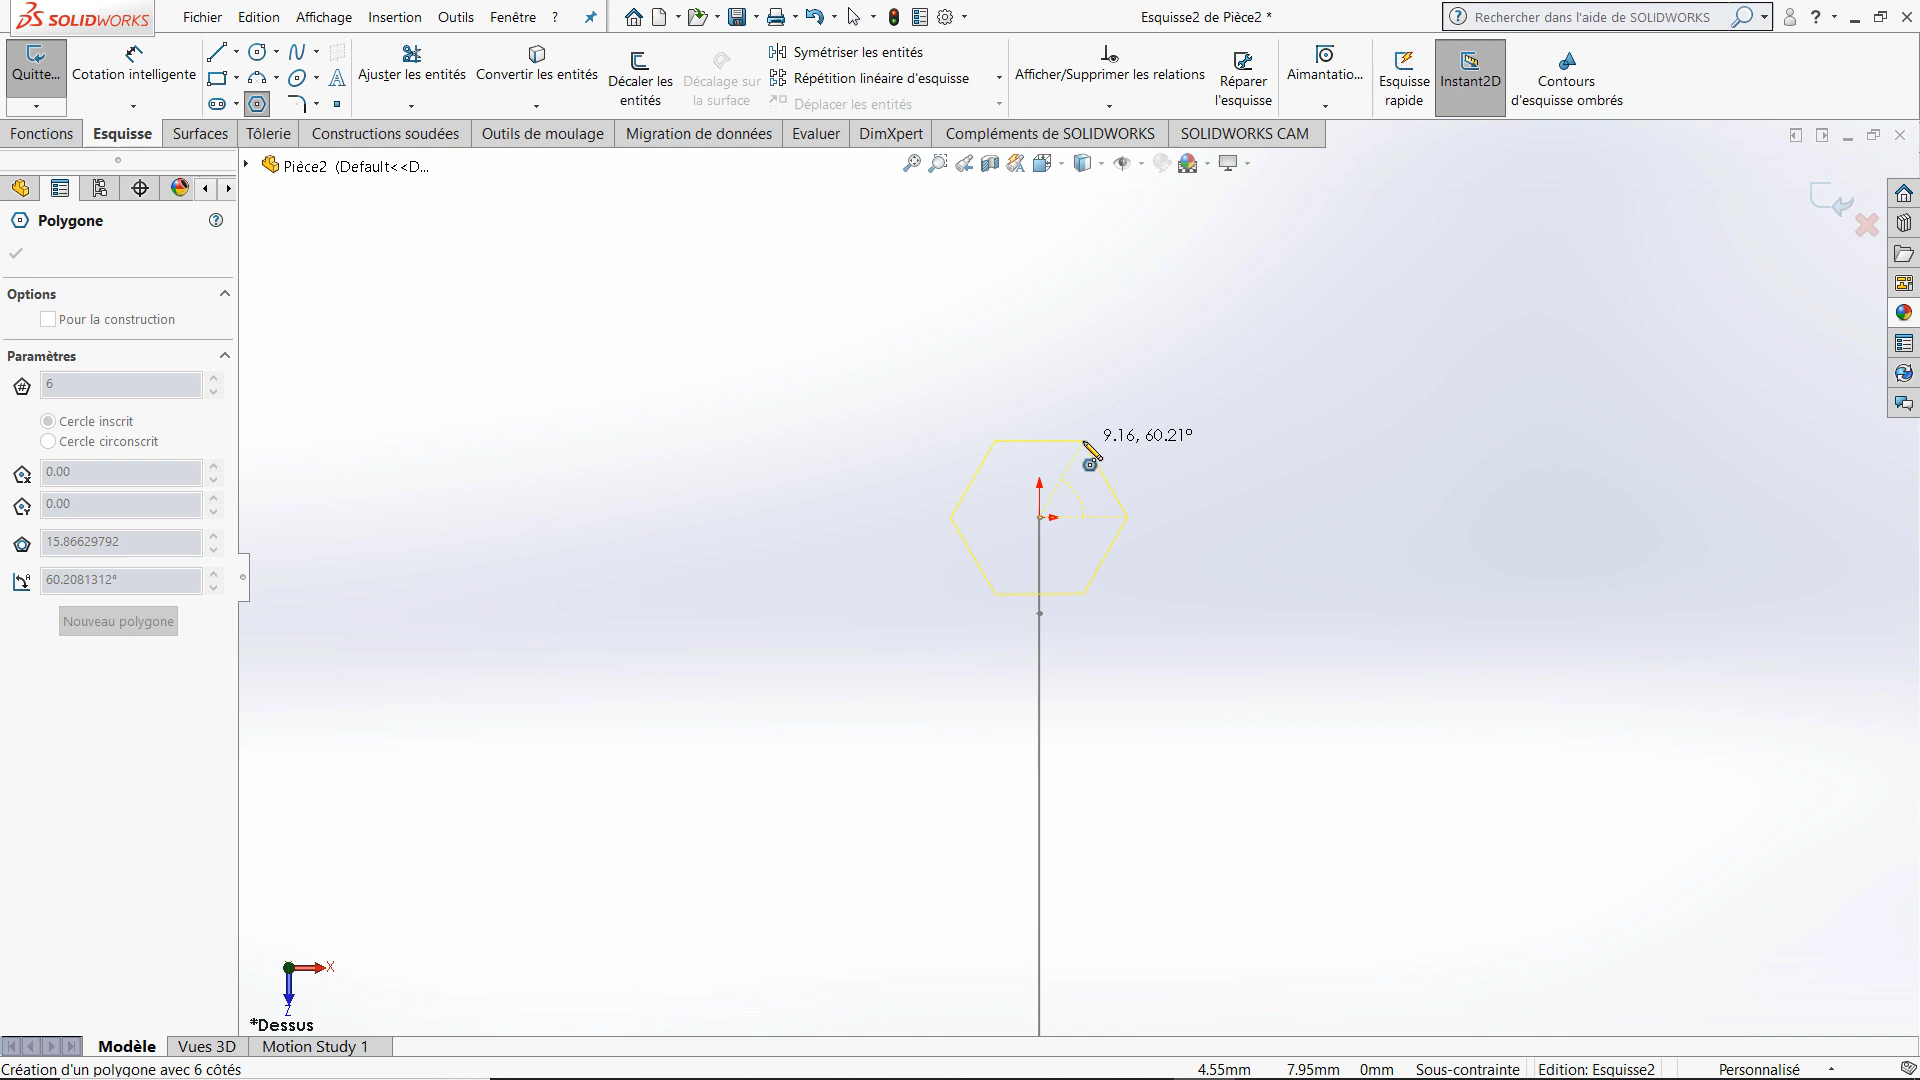 SOLIDWORKS
Fichier
Edition
Affichage
Insertion
Outils
Fenêtre
?
Esquisse2 de Pièce2 *
Rechercher dans l'aide de SOLIDWORKS
?
Quitte...
Cotation intelligente
Ajuster les entités
Convertir les entités
Décaler les
entités
Décalage sur
la surface
Symétriser les entités
Répétition linéaire d'esquisse
Déplacer les entités
Afficher/Supprimer les relations
Réparer
l'esquisse
Aimantatio...
Esquisse
rapide
Instant2D
Contours
d'esquisse ombrés
Fonctions
Esquisse
Surfaces
Tôlerie
Constructions soudées
Outils de moulage
Migration de données
Evaluer
DimXpert
Compléments de SOLIDWORKS
SOLIDWORKS CAM
Pièce2 (Default<<D...
Polygone
?
Options
Pour la construction
Paramètres
6
Cercle inscrit
Cercle circonscrit
0.00
0.00
15.86629792
60.2081312°
Nouveau polygone
9.16, 60.21°
X
Z
*Dessus
Modèle
Vues 3D
Motion Study 1
Création d'un polygone avec 6 côtés
4.55mm
7.95mm
0mm
Sous-contrainte
Edition: Esquisse2
Personnalisé